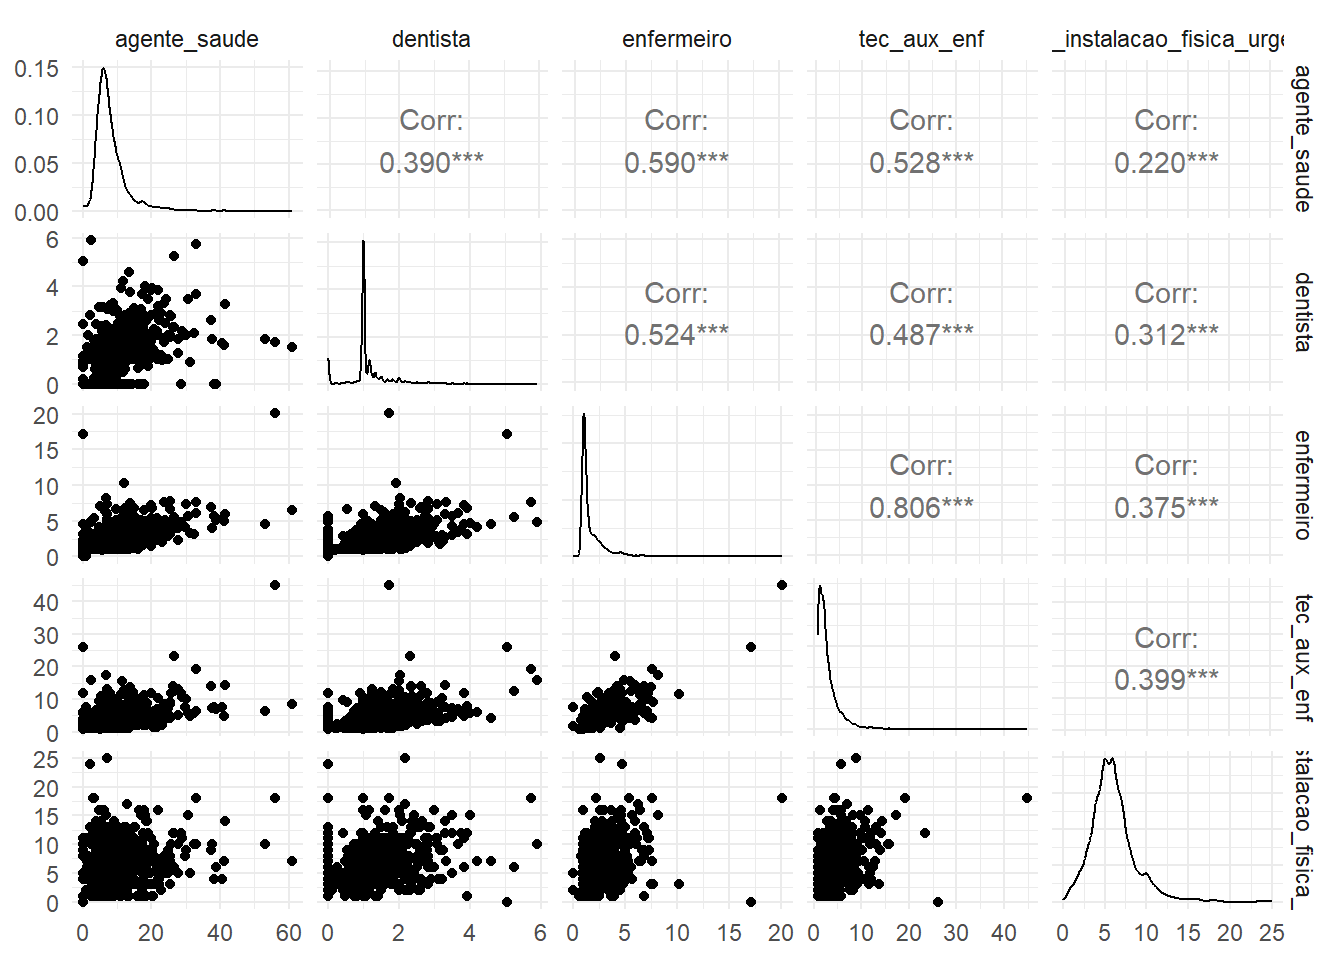 agente_saude dentista enfermeiro tec_aux_enf _instalacao_fisica_urge
0.15
0.10
0.05
0.00
Corr:
0.390***
Corr:
0.590***
Corr:
0.528***
Corr:
0.220***
agente_saude
6
4
2
0
Corr:
0.524***
Corr:
0.487***
Corr:
0.312***
dentista
20
15
10
5
0
Corr:
0.806***
Corr:
0.375***
enfermeiro
40
30
20
10
0
Corr:
0.399***
tec_aux_enf
25
20
15
10
5
0
stalacao_fisica_
0 20 40 60 0 2 4 6 0 5 10 15 20 0 10 20 30 40 0 5 10 15 20 25